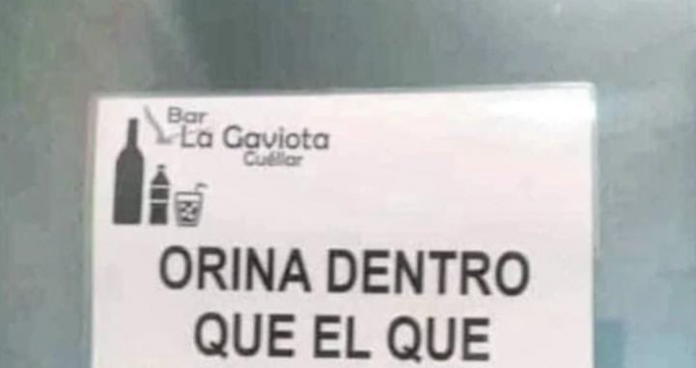 Bar
La Gaviota
Cuéllar
ORINA DENTRO
QUE EL QUE